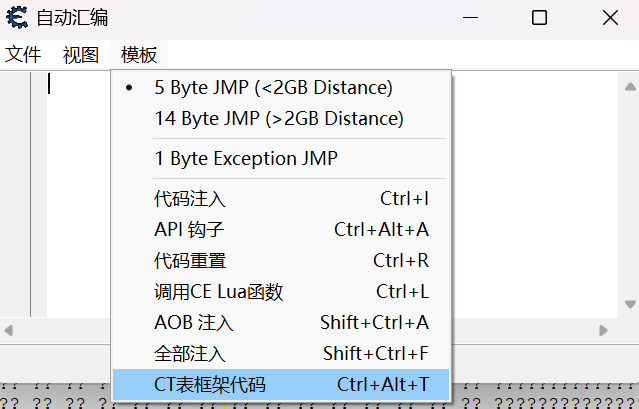 自动汇编
文件 视图 模板
5 Byte JMP (<2GB Distance)
14 Byte JMP (>2GB Distance)
1 Byte Exception JMP
代码注入 Ctrl+I
API 钩子 Ctrl+Alt+A
代码重置 Ctrl+R
调用CE Lua函数 Ctrl+L
AOB 注入 Shift+Ctrl+A
全部注入 Shift+Ctrl+F
CT表框架代码 Ctrl+Alt+T